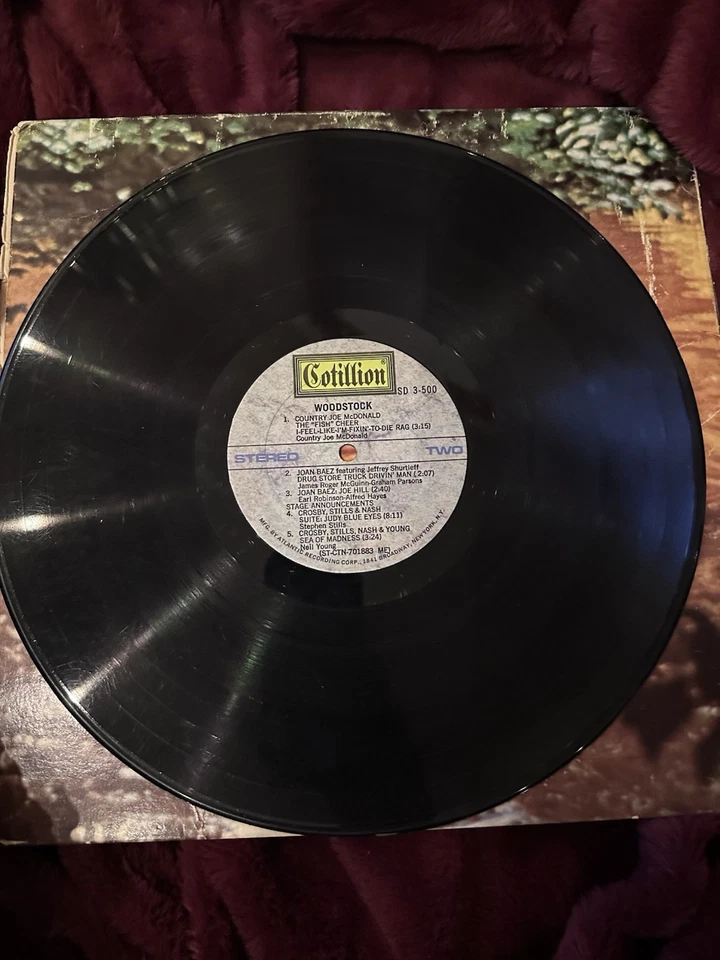 Cotillion®
SD 3-500
WOODSTOCK
1. COUNTRY JOE McDONALD
THE "FISH" CHEER
I-FEEL-LIKE-I'M-FIXIN'-TO-DIE RAG (3:15)
Country Joe McDonald
STEREO TWO
2. JOAN BAEZ featuring Jeffrey Shurtleff
DRUG STORE TRUCK DRIVIN' MAN (2:07)
James Roger McGuinn-Graham Parsons
3. JOAN BAEZ: JOE HILL (2:40)
Earl Robinson-Alfred Hayes
STAGE ANNOUNCEMENTS
4. CROSBY, STILLS & NASH
SUITE: JUDY BLUE EYES (8:11)
Stephen Stills
5. CROSBY, STILLS, NASH & YOUNG
SEA OF MADNESS (3:24)
Neil Young
(ST-CTN-701883 ME)
MFG. BY ATLANTIC RECORDING CORP., 1841 BROADWAY, NEW YORK, N.Y.